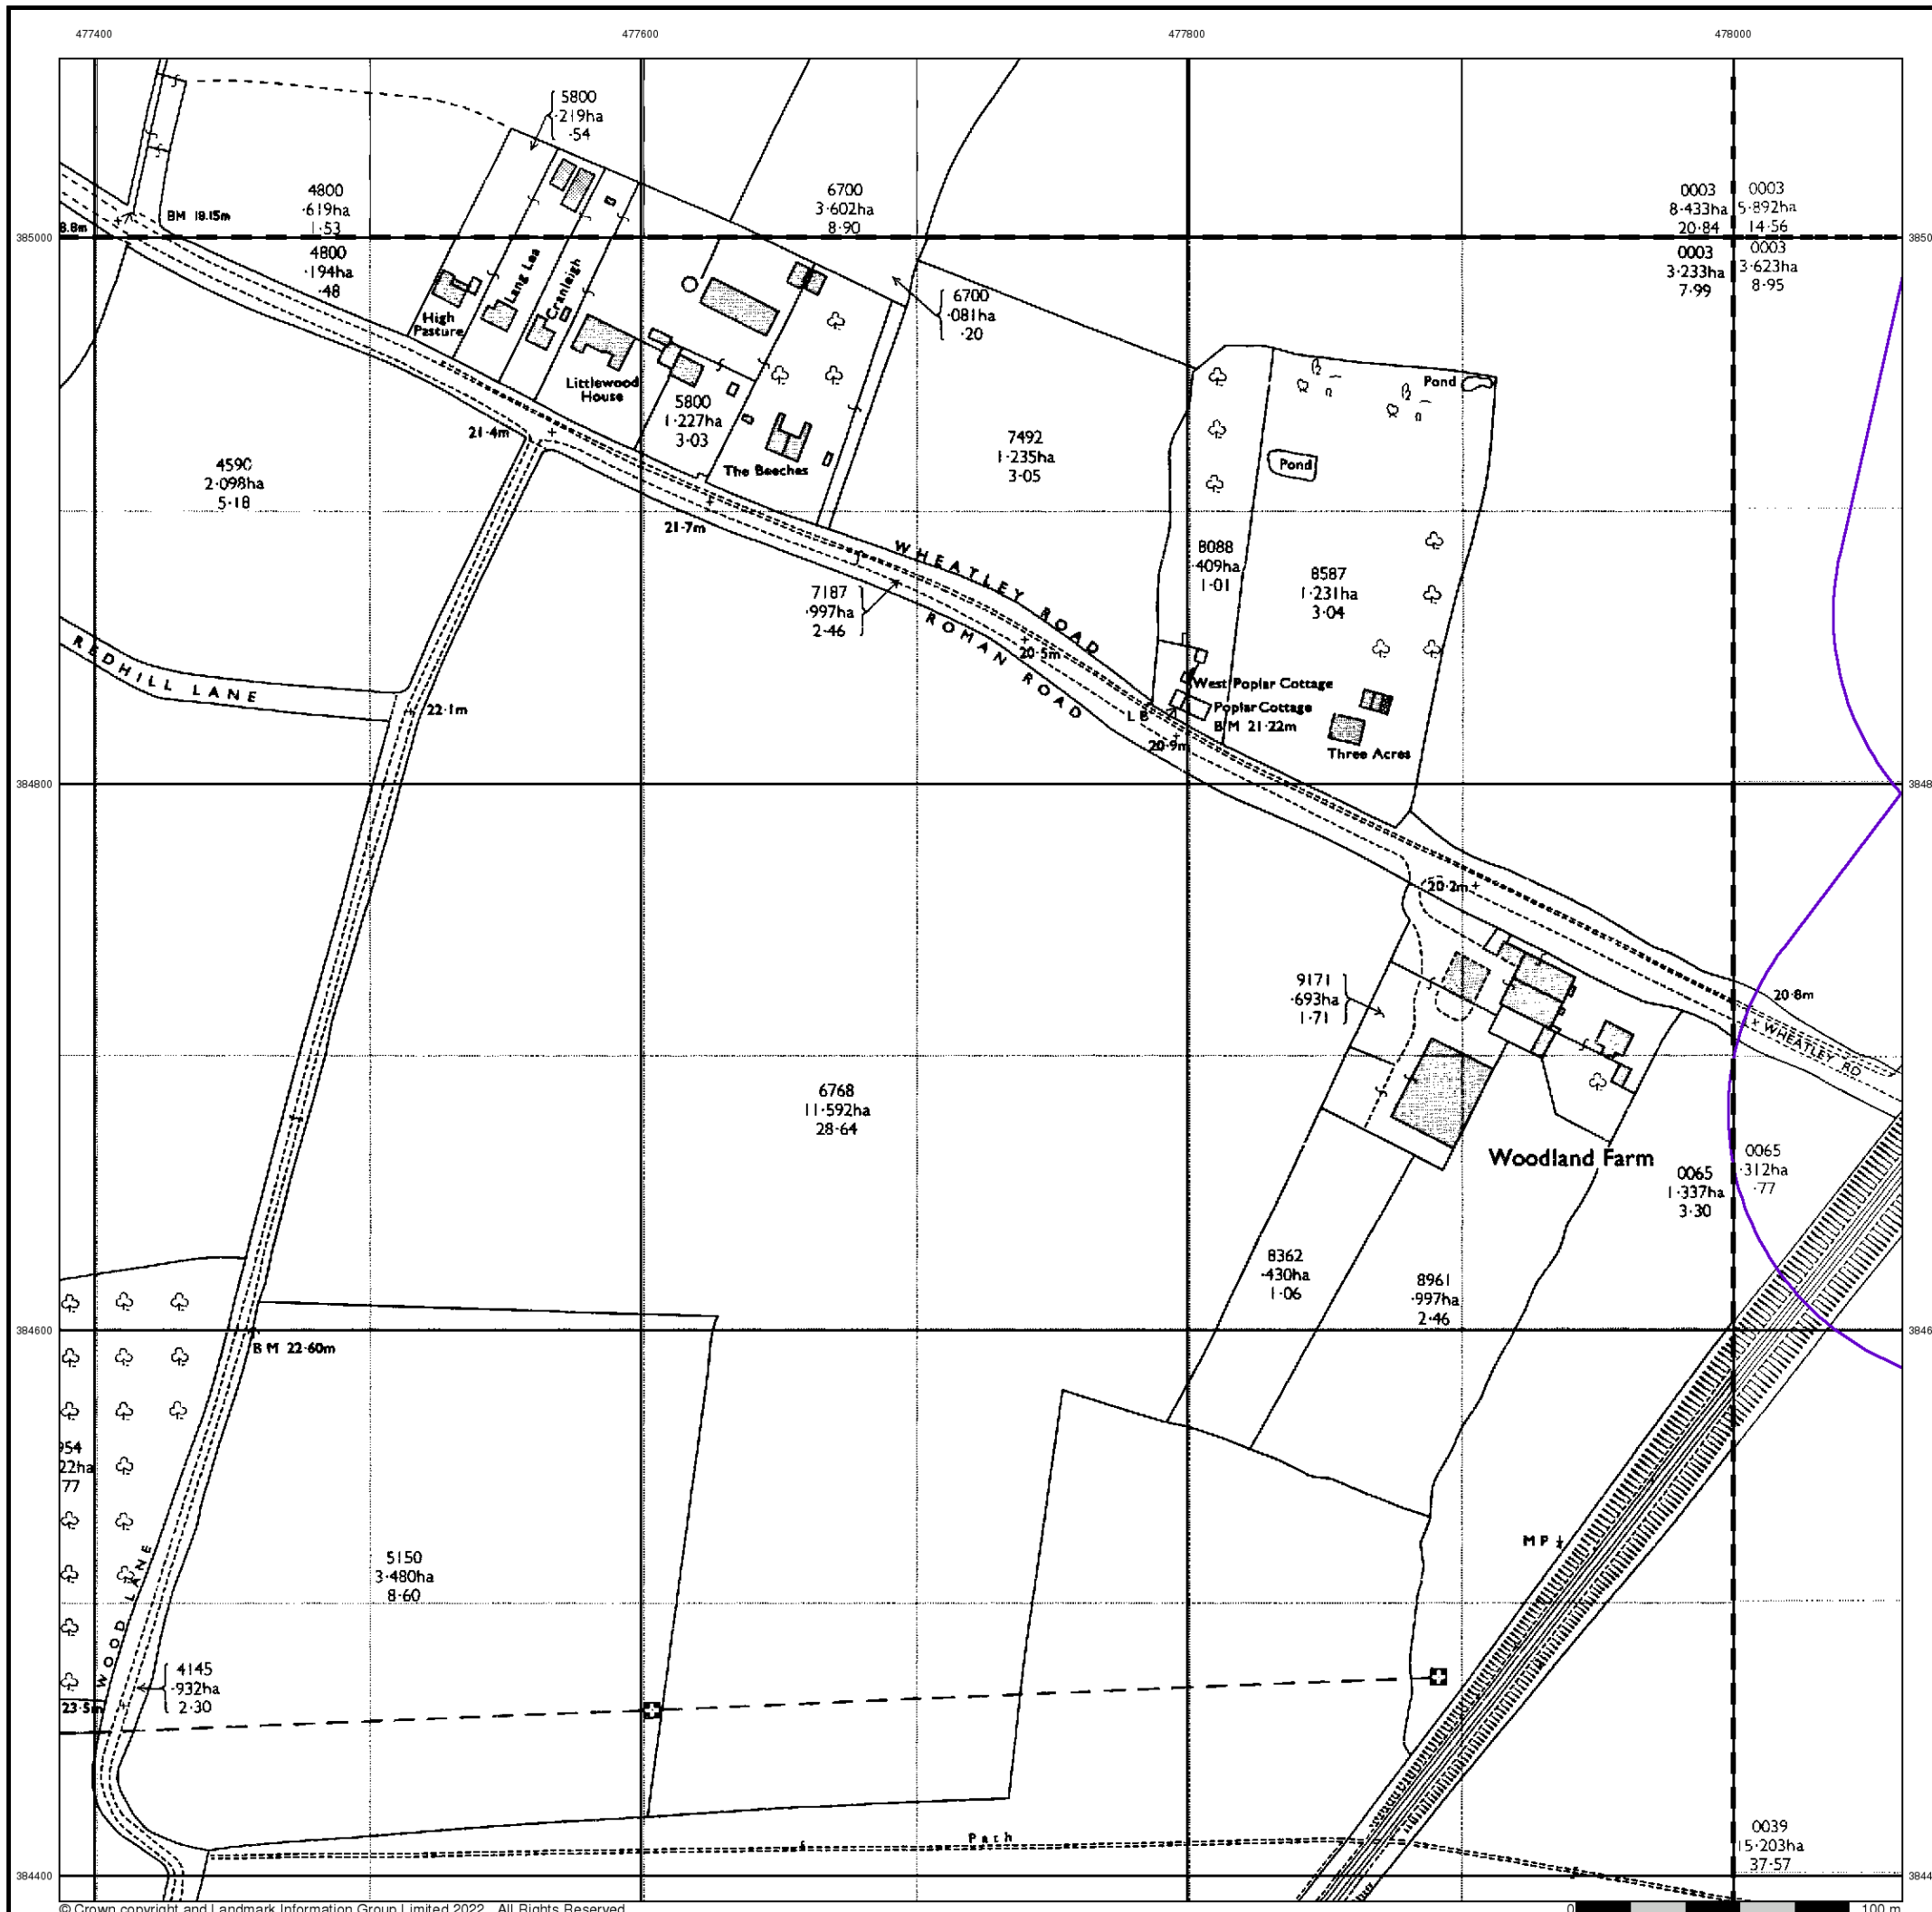 477400
477600
477800
478000
5800
·219ha
·54
4800
·619ha
1·53
6700
3·602ha
8·90
0003
8·433ha
20·84
0003
5·892ha
14·56
BM 18.15m
8.8m
385000
4800
·194ha
·48
0003
3·233ha
7·99
0003
3·623ha
8·95
High
Pasture
Lang Lea
Cranleigh
6700
·081ha
·20
Littlewood
House
5800
1·227ha
3·03
The Beeches
Pond
Pond
21·4m
4590
2·098ha
5·18
7492
1·235ha
3·05
21·7m
WHEATLEY ROAD
ROMAN ROAD
7187
·997ha
2·46
8088
·409ha
1·01
8587
1·231ha
3·04
20·5m
REDHILL LANE
22·1m
West Poplar Cottage
Poplar Cottage
L B
B M 21·22m
20·9m
Three Acres
384800
20·2m
9171
·693ha
1·71
20·8m
WHEATLEY RD
6768
11·592ha
28·64
Woodland Farm
0065
1·337ha
3·30
0065
·312ha
·77
8362
·430ha
1·06
8961
·997ha
2·46
384600
B M 22·60m
954
22ha
77
M P
5150
3·480ha
8·60
WOOD LANE
4145
·932ha
2·30
23·5m
Path
0039
15·203ha
37·57
384400
© Crown copyright and Landmark Information Group Limited 2022. All Rights Reserved
0
100 m